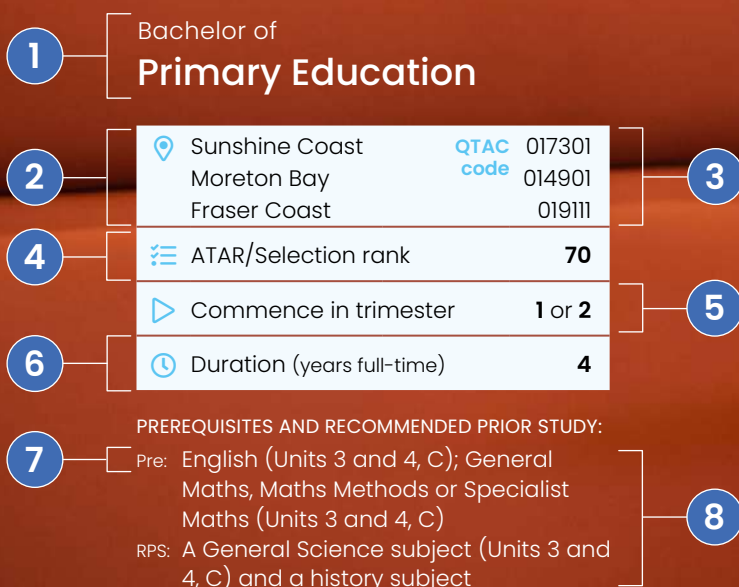 1
Bachelor of
Primary Education
2
Sunshine Coast QTAC code 017301
Moreton Bay 014901
Fraser Coast 019111
3
4
ATAR/Selection rank 70
Commence in trimester 1 or 2
5
6
Duration (years full-time) 4
PREREQUISITES AND RECOMMENDED PRIOR STUDY:
7
Pre: English (Units 3 and 4, C); General
Maths, Maths Methods or Specialist
Maths (Units 3 and 4, C)
8
RPS: A General Science subject (Units 3 and
4, C) and a history subject